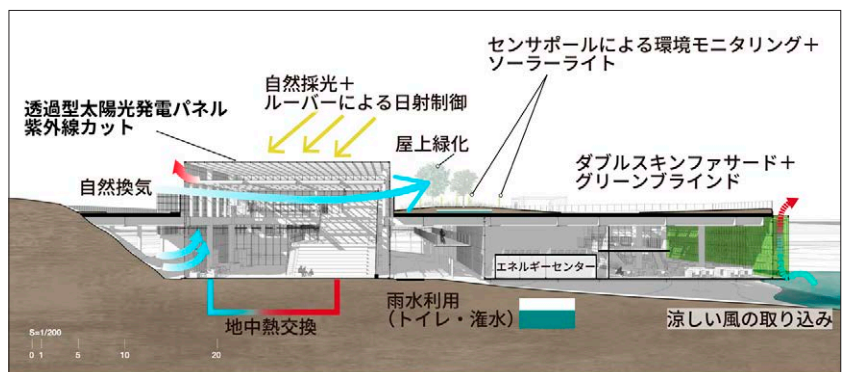 センサポールによる環境モニタリング＋
ソーラーライト
自然採光＋
ルーバーによる日射制御
透過型太陽光発電パネル
紫外線カット
屋上緑化
ダブルスキンファサード＋
グリーンブラインド
自然換気
エネルギーセンター
雨水利用
（トイレ・潅水）
地中熱交換
涼しい風の取り込み
S=1/200
0 1 5 10 20